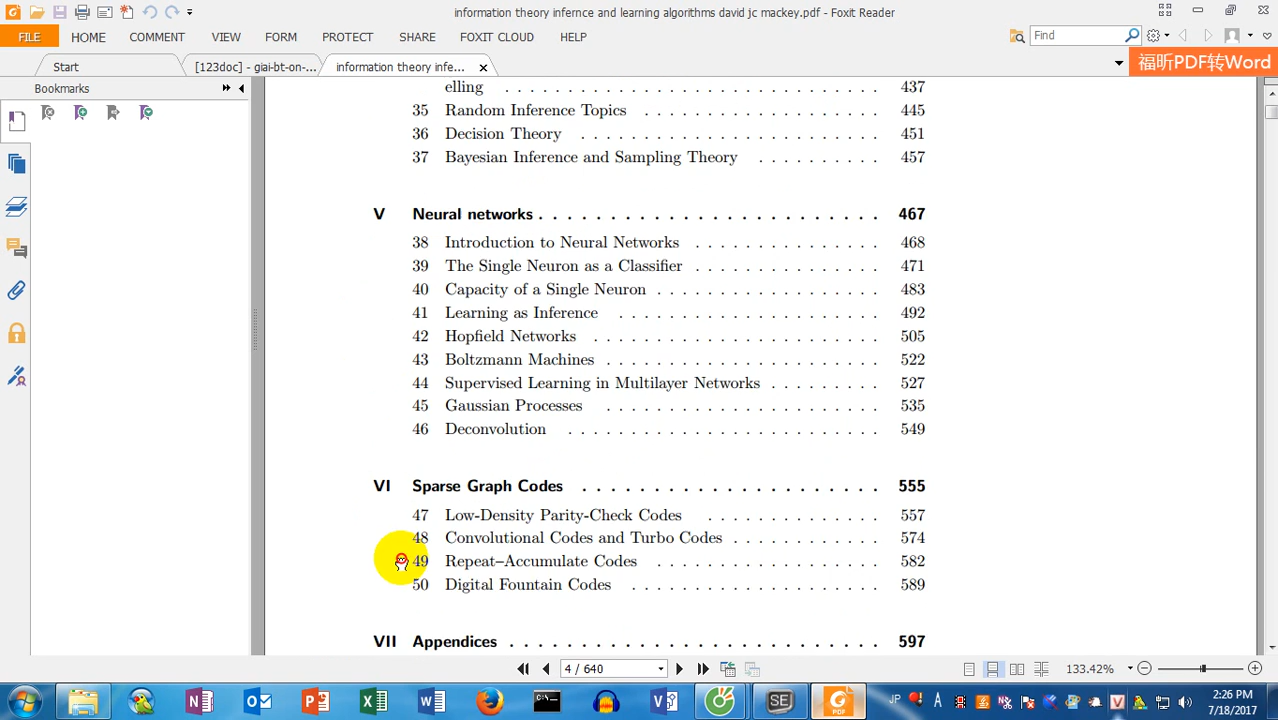 information theory infernce and learning algorithms david jc mackey.pdf - Foxit Reader
FILE HOME COMMENT VIEW FORM PROTECT SHARE FOXIT CLOUD HELP Find
Start [123doc] - giai-bt-on-... information theory infe... 福昕PDF转Word
Bookmarks
elling . . . . . . . . . . . . . . . . . . . . . . . . . . 437
35 Random Inference Topics . . . . . . . . . . . . . . . . 445
36 Decision Theory . . . . . . . . . . . . . . . . . . . . . 451
37 Bayesian Inference and Sampling Theory . . . . . . . . . . 457
V Neural networks . . . . . . . . . . . . . . . . . . . . . . . . 467
38 Introduction to Neural Networks . . . . . . . . . . . . . 468
39 The Single Neuron as a Classifier . . . . . . . . . . . . . 471
40 Capacity of a Single Neuron . . . . . . . . . . . . . . . 483
41 Learning as Inference . . . . . . . . . . . . . . . . . . 492
42 Hopfield Networks . . . . . . . . . . . . . . . . . . . . 505
43 Boltzmann Machines . . . . . . . . . . . . . . . . . . . 522
44 Supervised Learning in Multilayer Networks . . . . . . . . . 527
45 Gaussian Processes . . . . . . . . . . . . . . . . . . . 535
46 Deconvolution . . . . . . . . . . . . . . . . . . . . . . 549
VI Sparse Graph Codes . . . . . . . . . . . . . . . . . . . . . 555
47 Low-Density Parity-Check Codes . . . . . . . . . . . . 557
48 Convolutional Codes and Turbo Codes . . . . . . . . . . 574
49 Repeat–Accumulate Codes . . . . . . . . . . . . . . . . 582
50 Digital Fountain Codes . . . . . . . . . . . . . . . . . 589
VII Appendices . . . . . . . . . . . . . . . . . . . . . . . . . . 597
4 / 640 133.42%
JP A 2:26 PM
7/18/2017